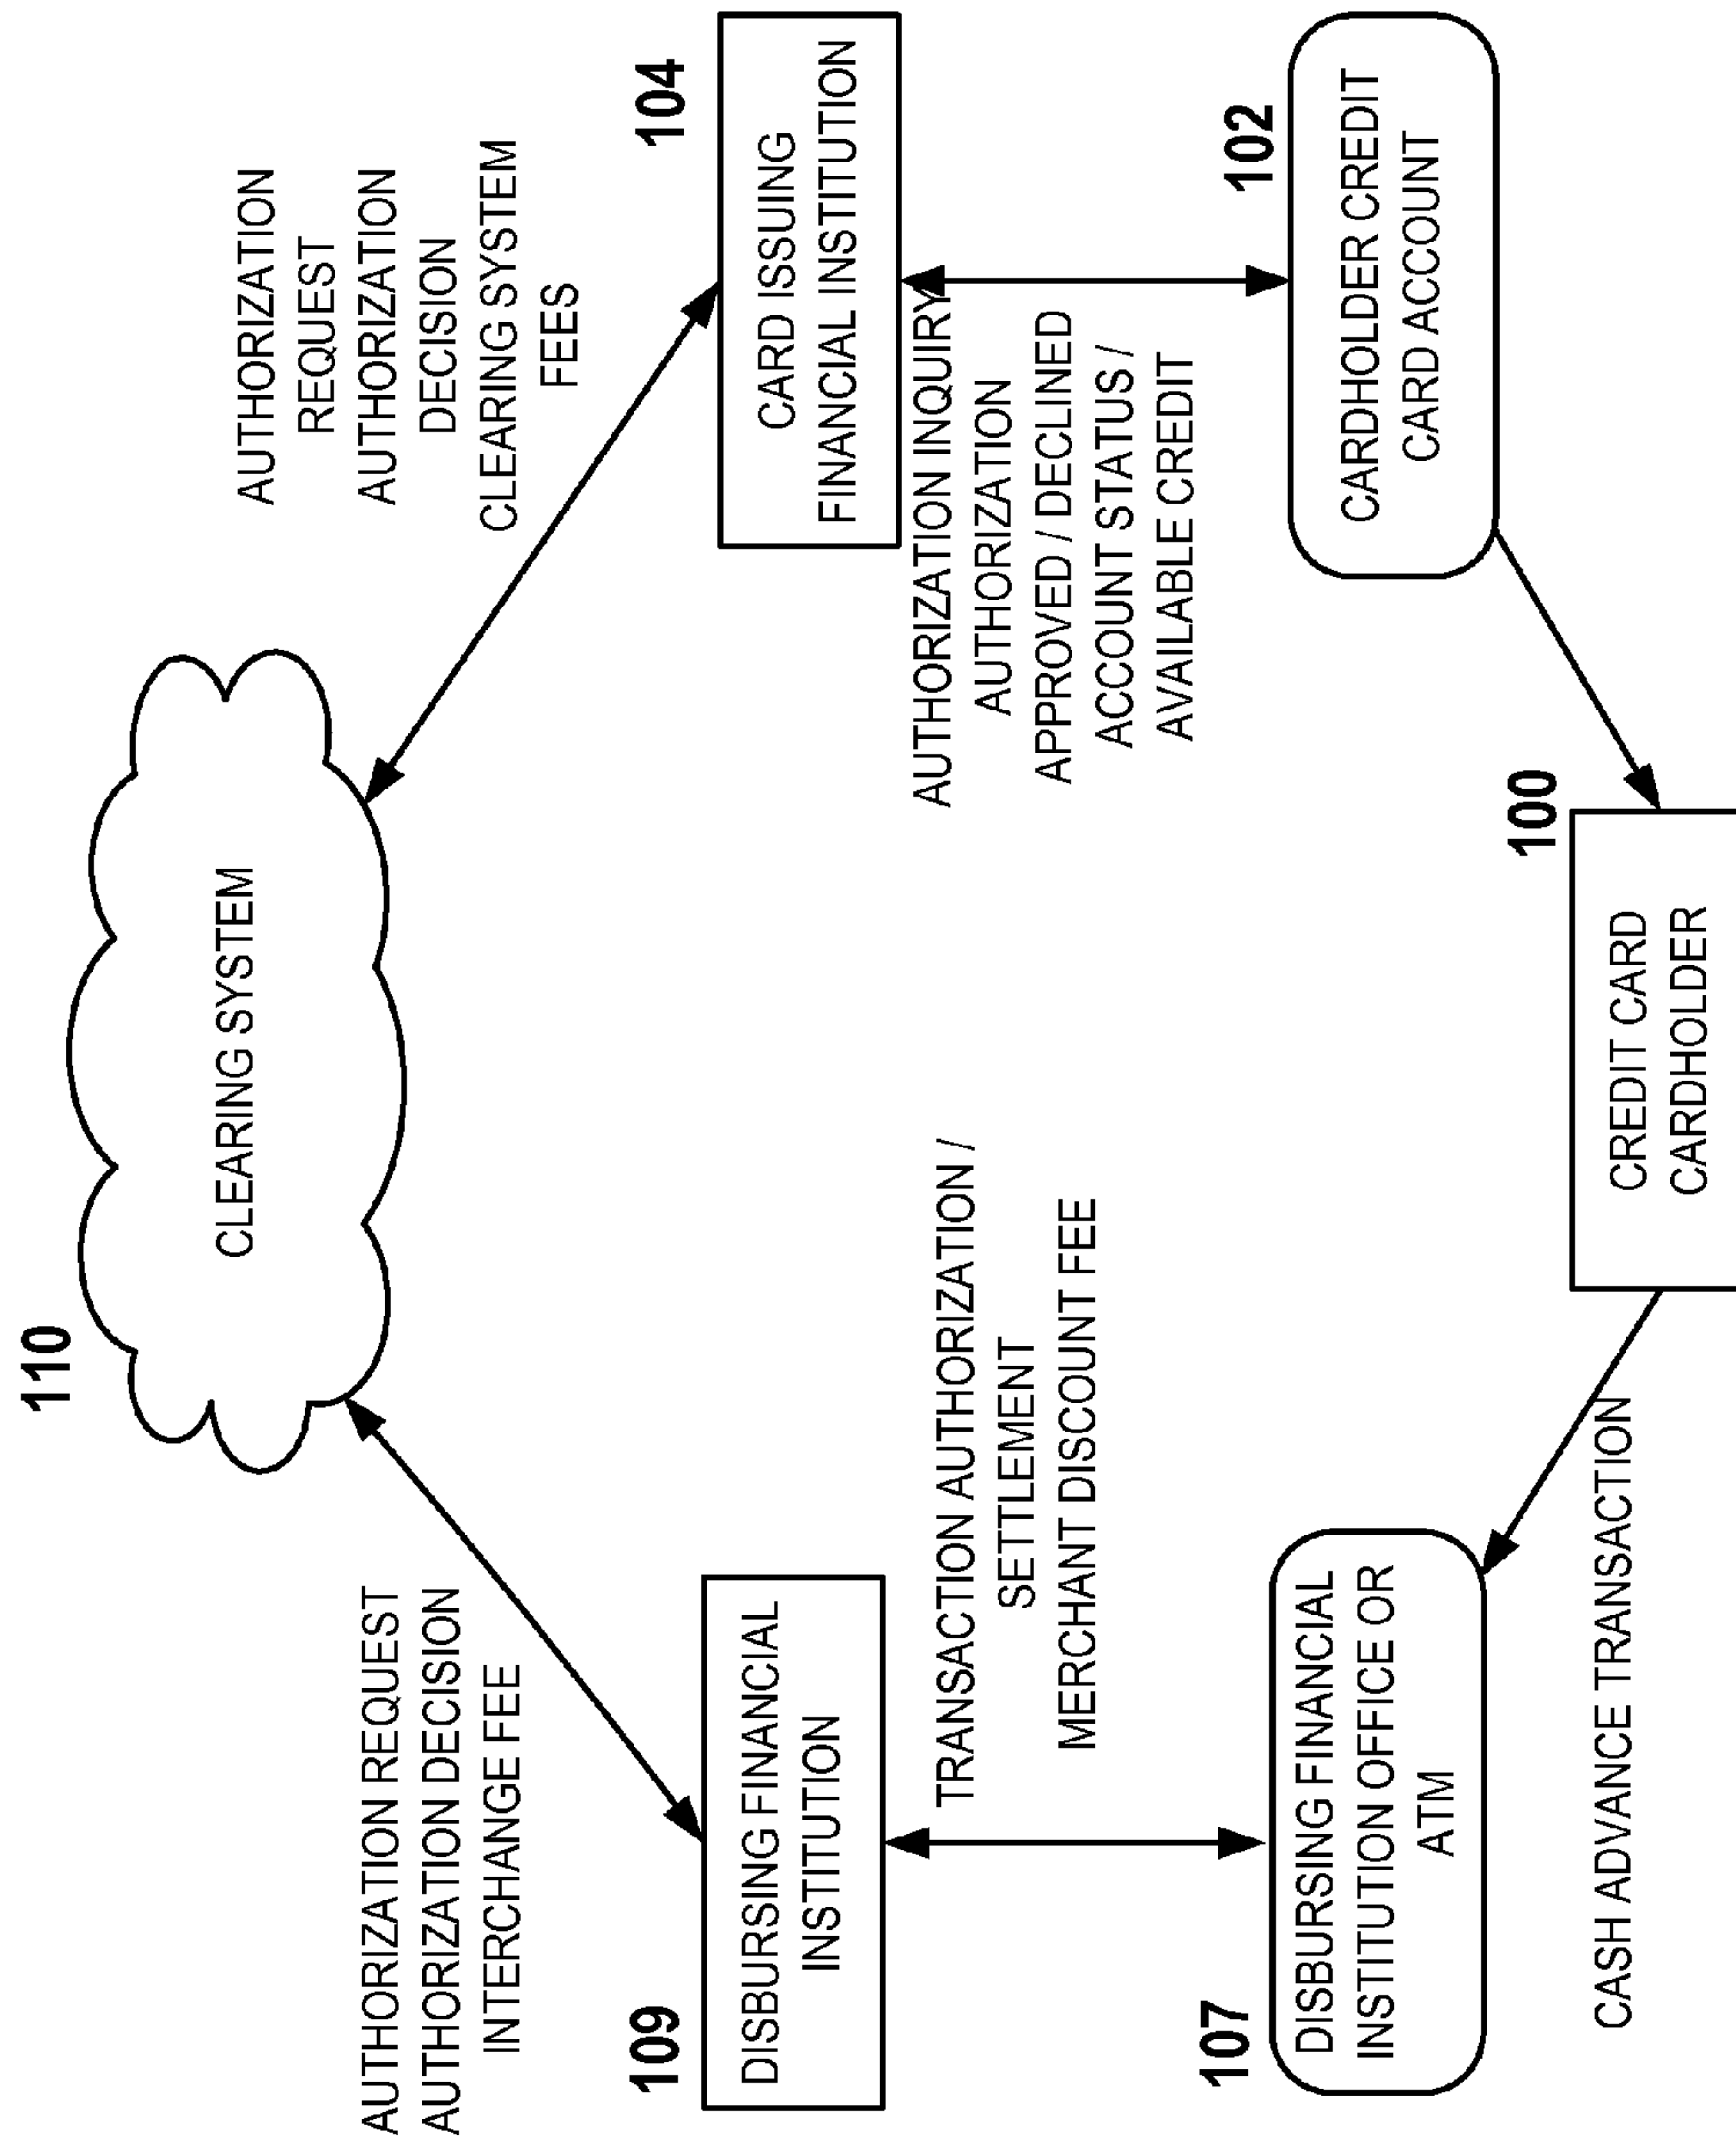 110
CLEARING SYSTEM
AUTHORIZATION REQUEST
AUTHORIZATION DECISION
INTERCHANGE FEE
AUTHORIZATION
REQUEST
AUTHORIZATION
DECISION
CLEARING SYSTEM
FEES
109
DISBURSING FINANCIAL
INSTITUTION
104
CARD ISSUING
FINANCIAL INSTITUTION
TRANSACTION AUTHORIZATION /
SETTLEMENT
MERCHANT DISCOUNT FEE
AUTHORIZATION INQUIRY
AUTHORIZATION
APPROVED / DECLINED
ACCOUNT STATUS /
AVAILABLE CREDIT
107
DISBURSING FINANCIAL
INSTITUTION OFFICE OR
ATM
102
CARDHOLDER CREDIT
CARD ACCOUNT
CASH ADVANCE TRANSACTION
100
CREDIT CARD
CARDHOLDER